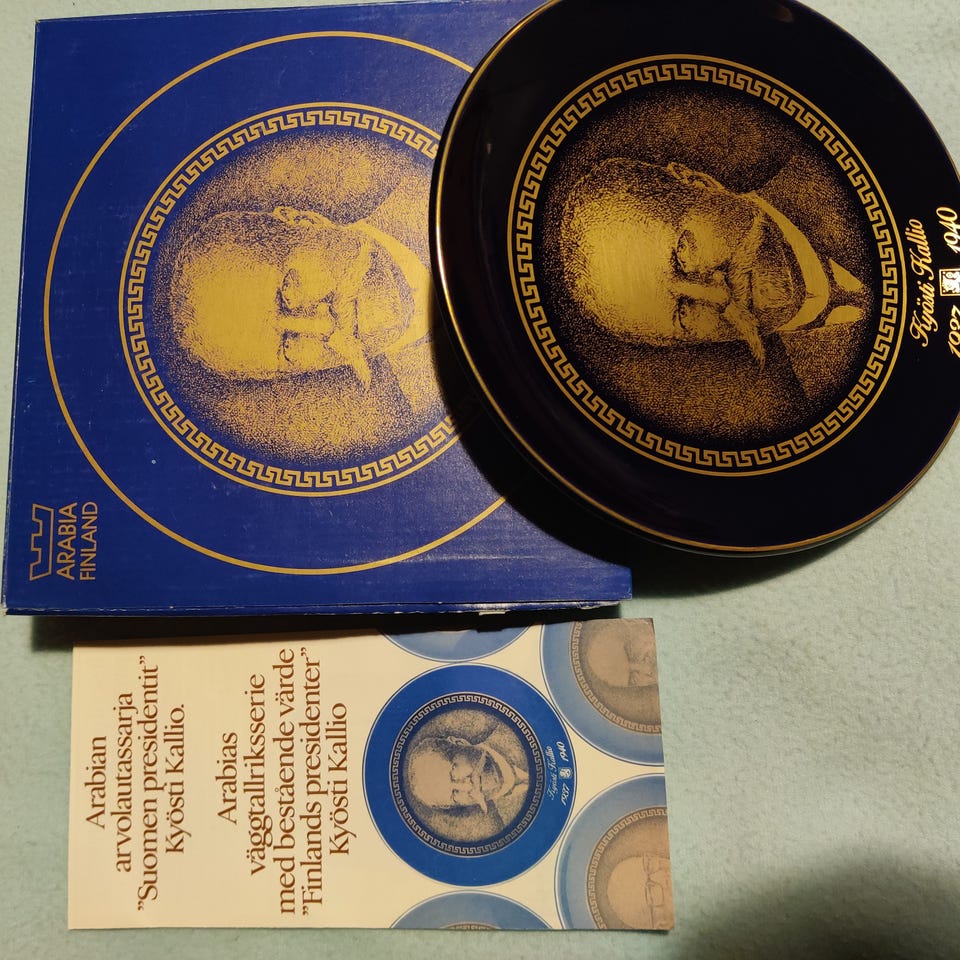 ARABIA
FINLAND
Kyösti Kallio
1937 1940
Arabian
arvolautassarja
”Suomen presidentit”
Kyösti Kallio.
Arabias
väggtallriksserie
med bestående värde
”Finlands presidenter”
Kyösti Kallio
Kyösti Kallio
1937 1940